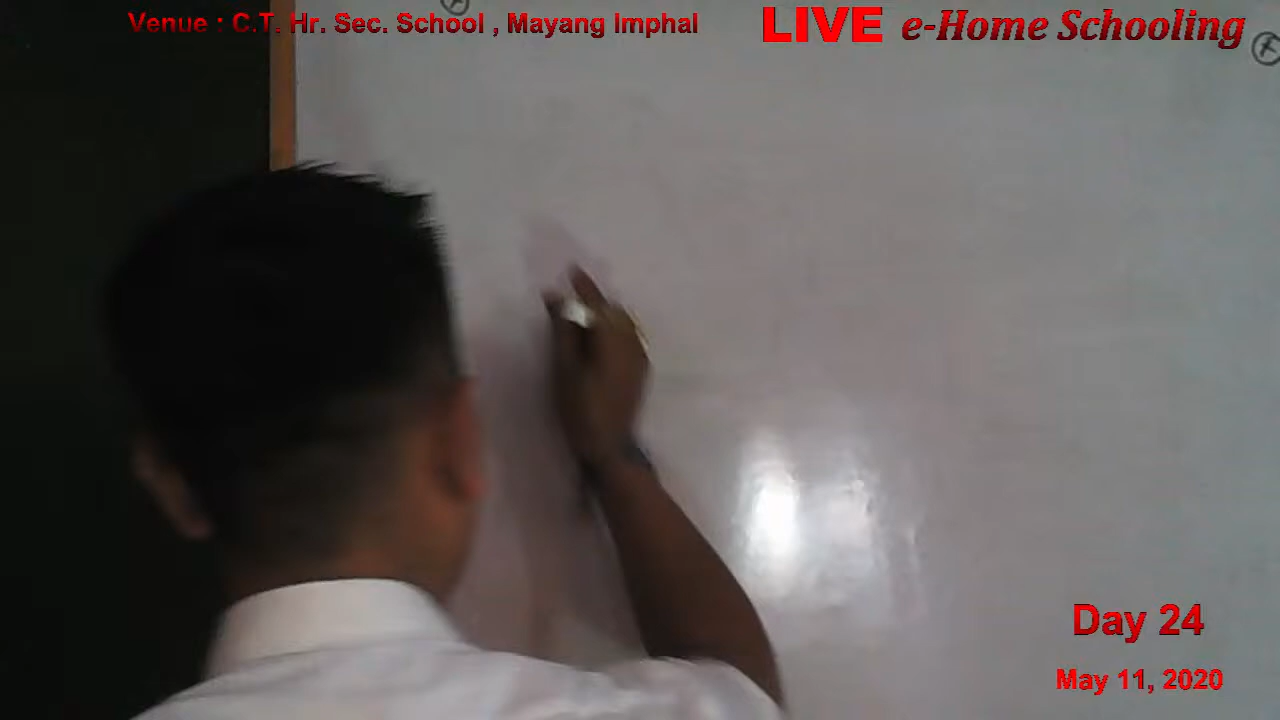 Venue : C.T. Hr. Sec. School , Mayang Imphal
LIVE e-Home Schooling
Day 24
May 11, 2020